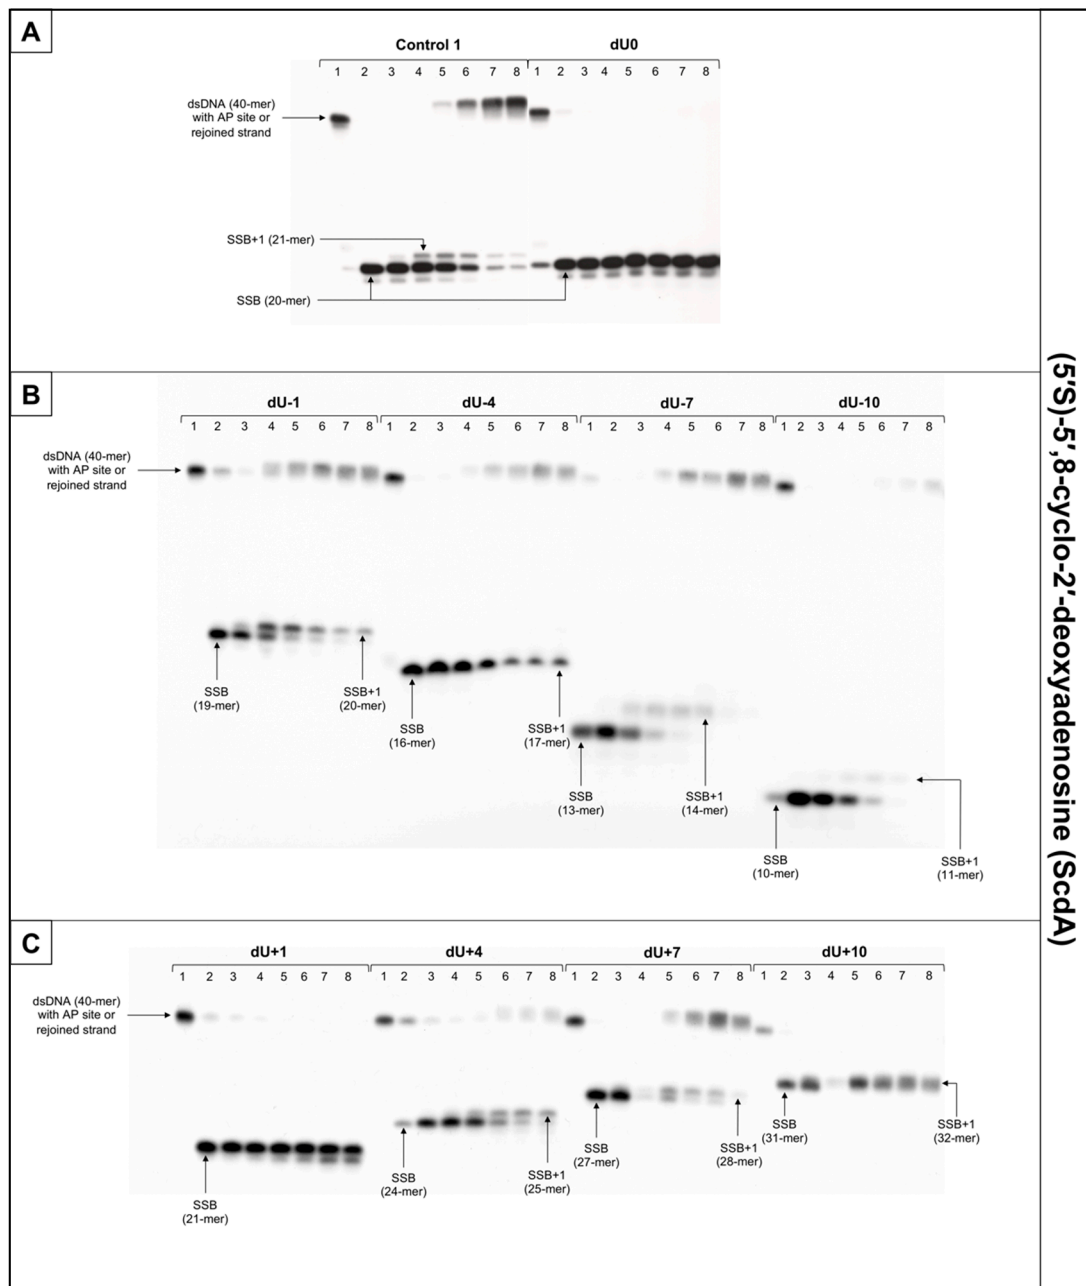 A
Control 1 dU0
1 2 3 4 5 6 7 8 1 2 3 4 5 6 7 8
dsDNA (40-mer)
with AP site or
rejoined strand
SSB+1 (21-mer)
SSB (20-mer)
B
dU-1 dU-4 dU-7 dU-10
1 2 3 4 5 6 7 8 1 2 3 4 5 6 7 8 1 2 3 4 5 6 7 8 1 2 3 4 5 6 7 8
dsDNA (40-mer)
with AP site or
rejoined strand
SSB
(19-mer)
SSB+1
(20-mer)
SSB
(16-mer)
SSB+1
(17-mer)
SSB
(13-mer)
SSB+1
(14-mer)
SSB
(10-mer)
SSB+1
(11-mer)
C
dU+1 dU+4 dU+7 dU+10
1 2 3 4 5 6 7 8 1 2 3 4 5 6 7 8 1 2 3 4 5 6 7 8 1 2 3 4 5 6 7 8
dsDNA (40-mer)
with AP site or
rejoined strand
SSB
(21-mer)
SSB
(24-mer)
SSB+1
(25-mer)
SSB
(27-mer)
SSB+1
(28-mer)
SSB
(31-mer)
SSB+1
(32-mer)
(5′S)-5′,8-cyclo-2′-deoxyadenosine (ScdA)